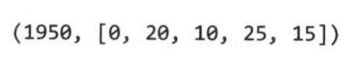 (1950, [0, 20, 10, 25, 15])